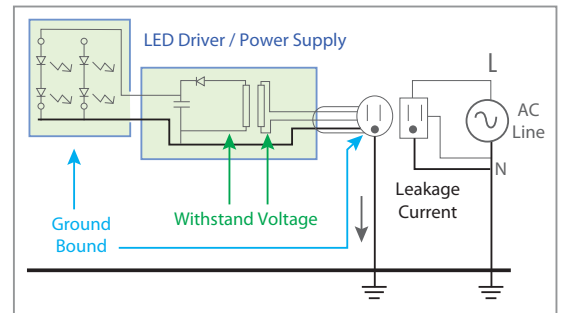 LED Driver / Power Supply
L
AC
Line
N
Leakage
Current
Withstand Voltage
Ground
Bound